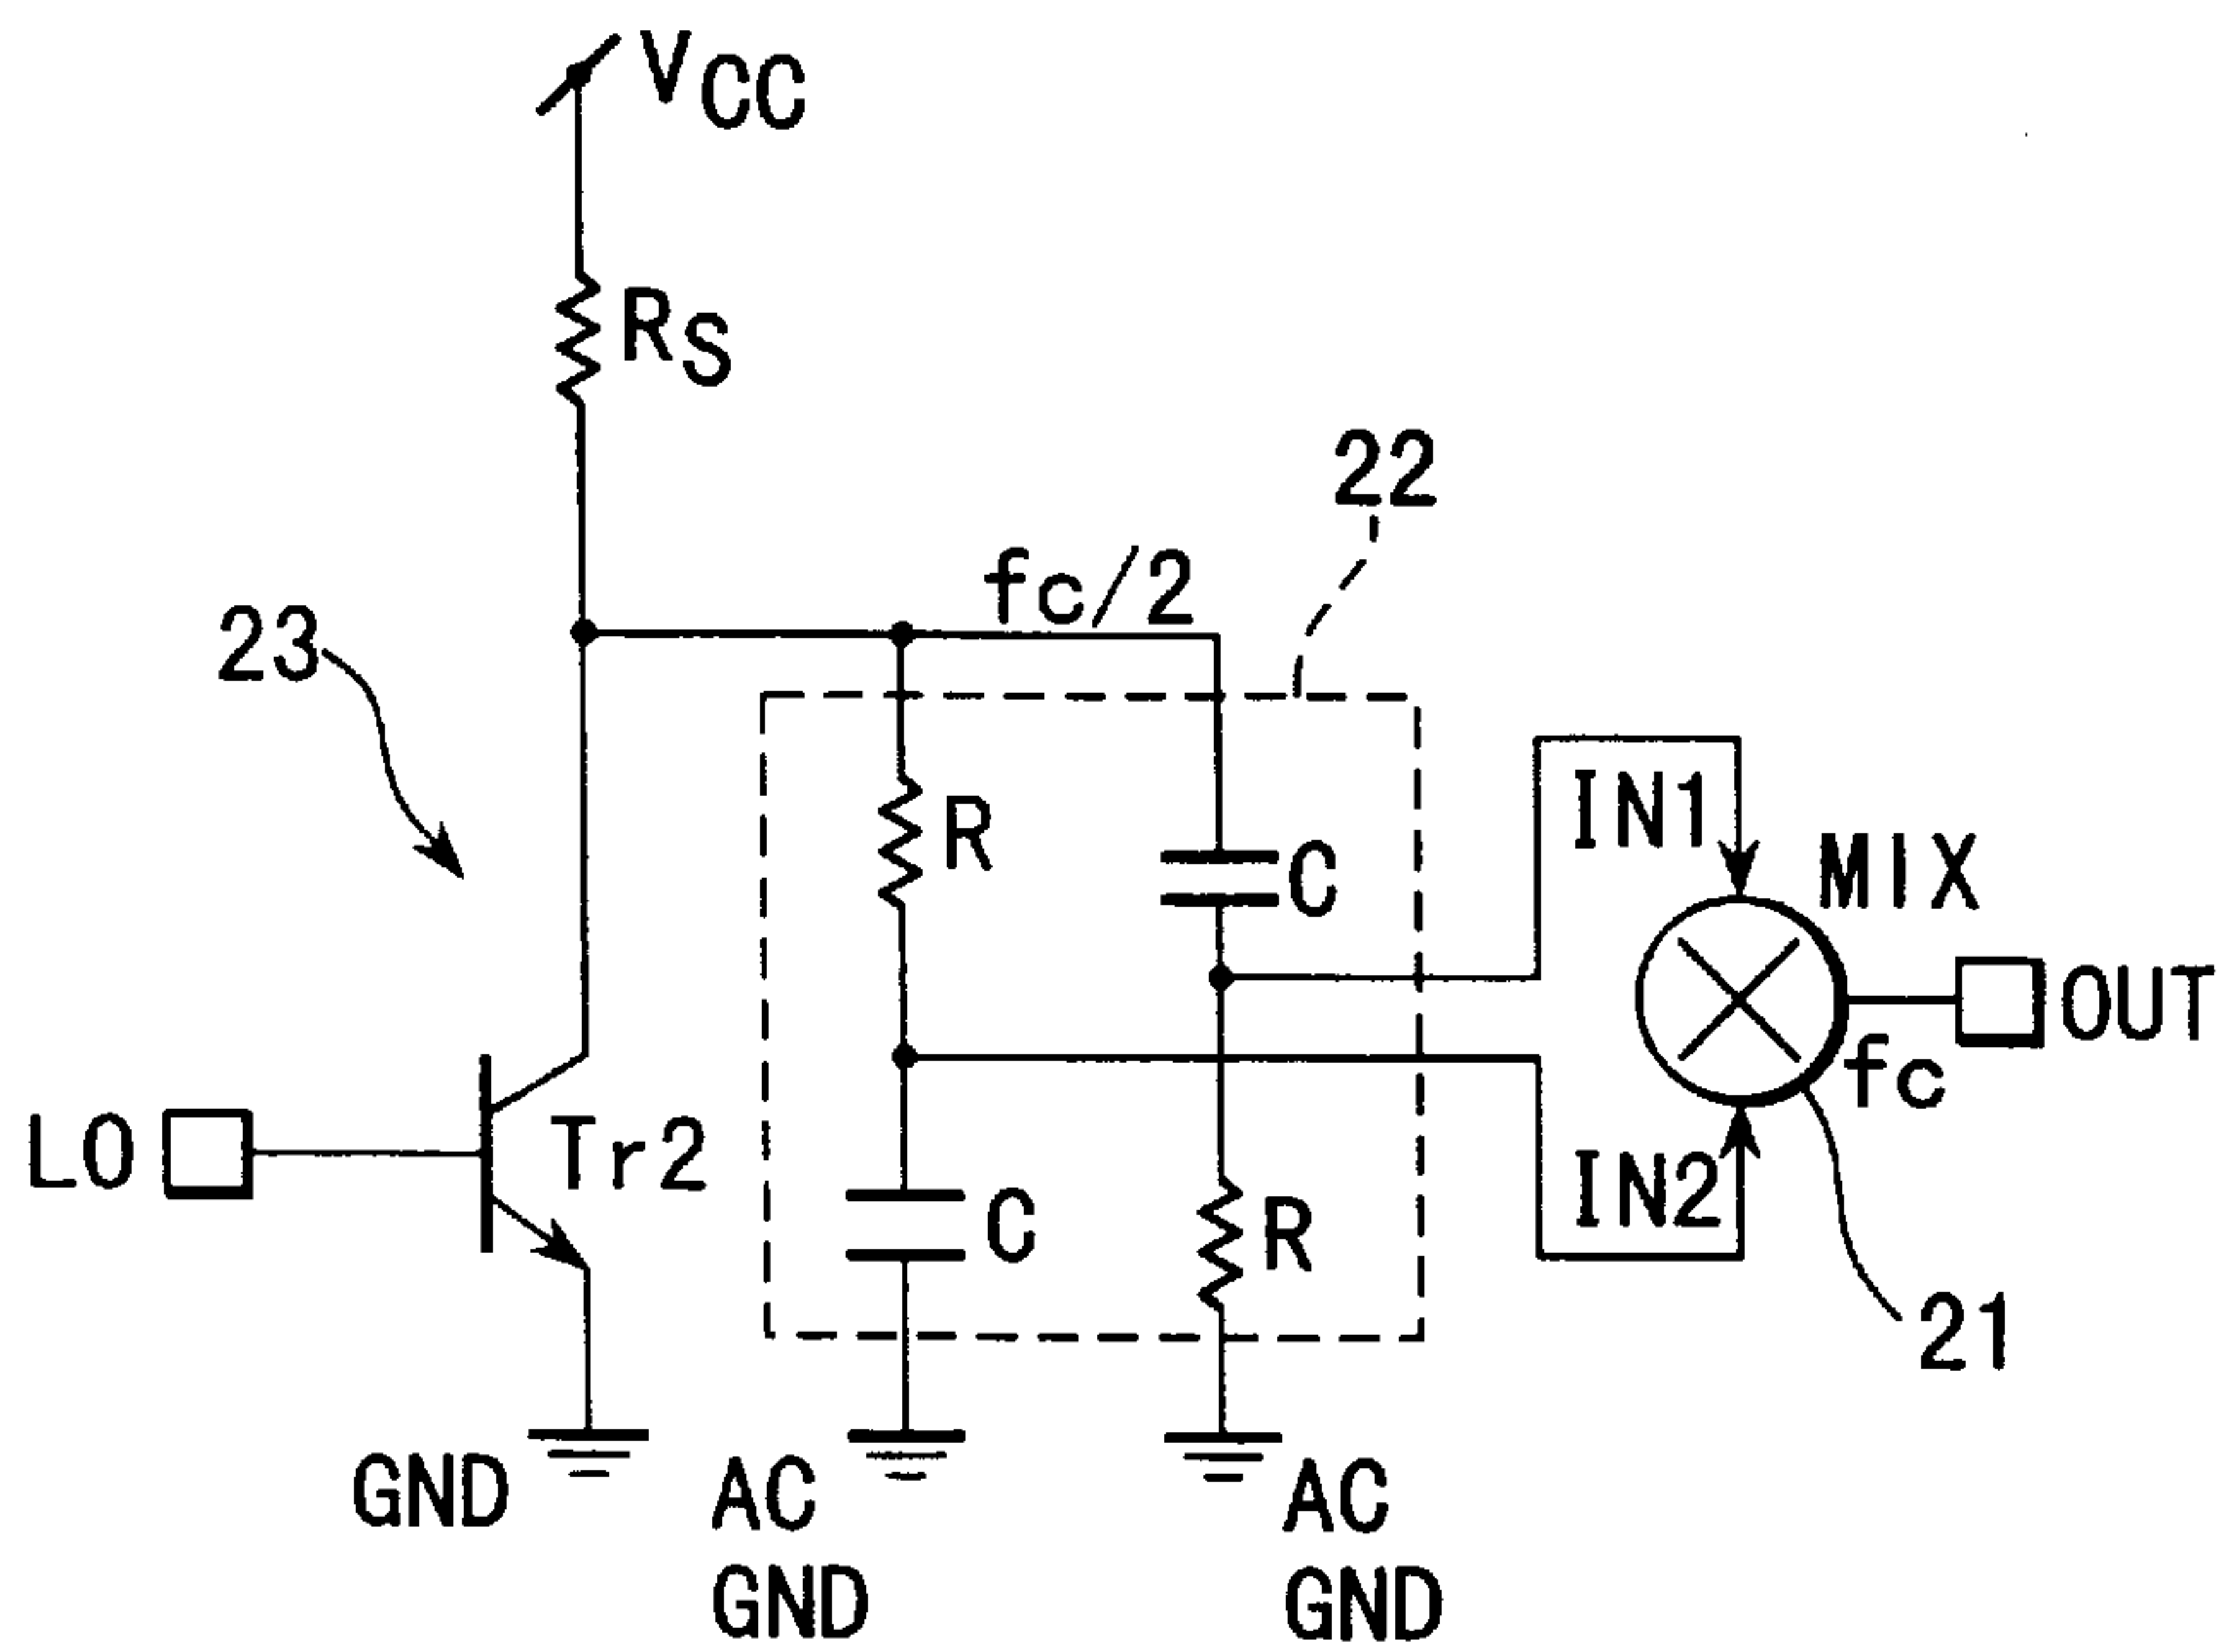 VCC
RS
22
fc/2
23
IN1
R
C
MIX
OUT
fc
LO
Tr2
IN2
C
R
21
GND
AC
GND
AC
GND